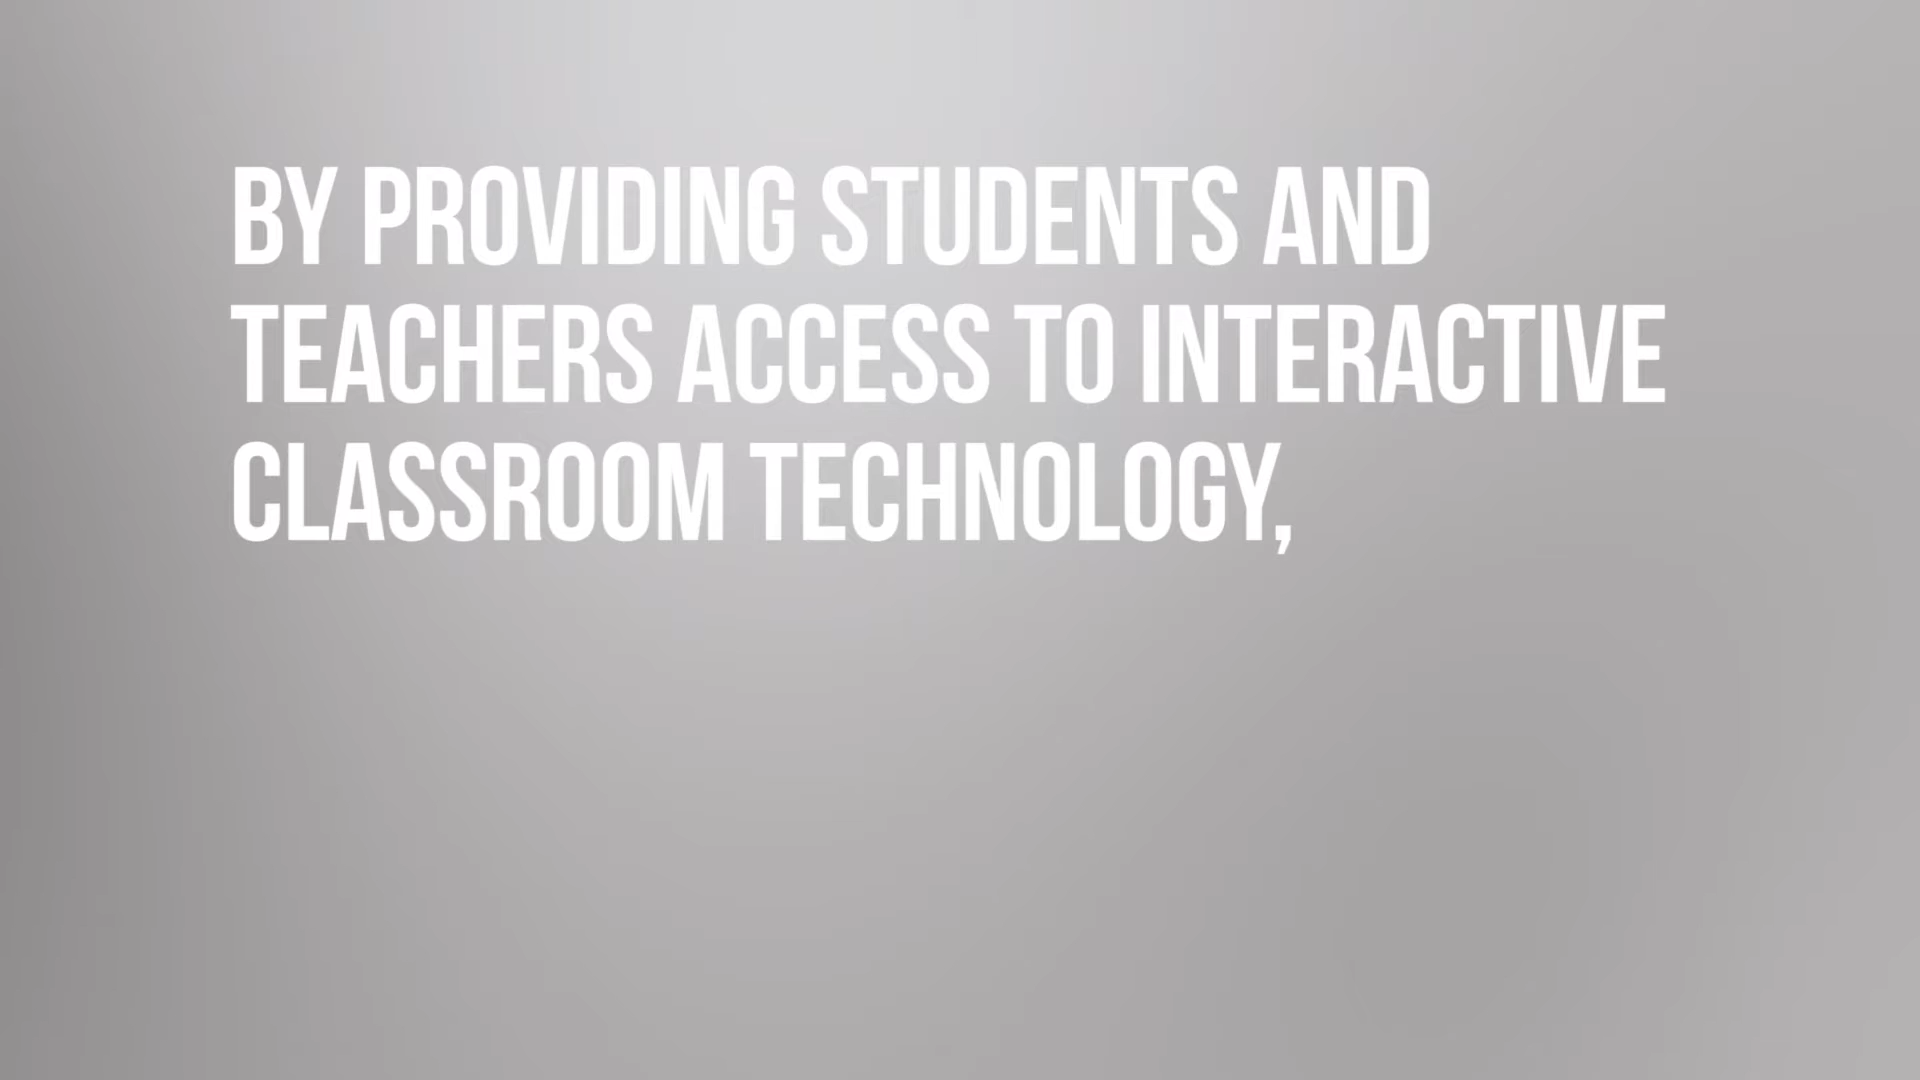 BY PROVIDING STUDENTS AND
TEACHERS ACCESS TO INTERACTIVE
CLASSROOM TECHNOLOGY,